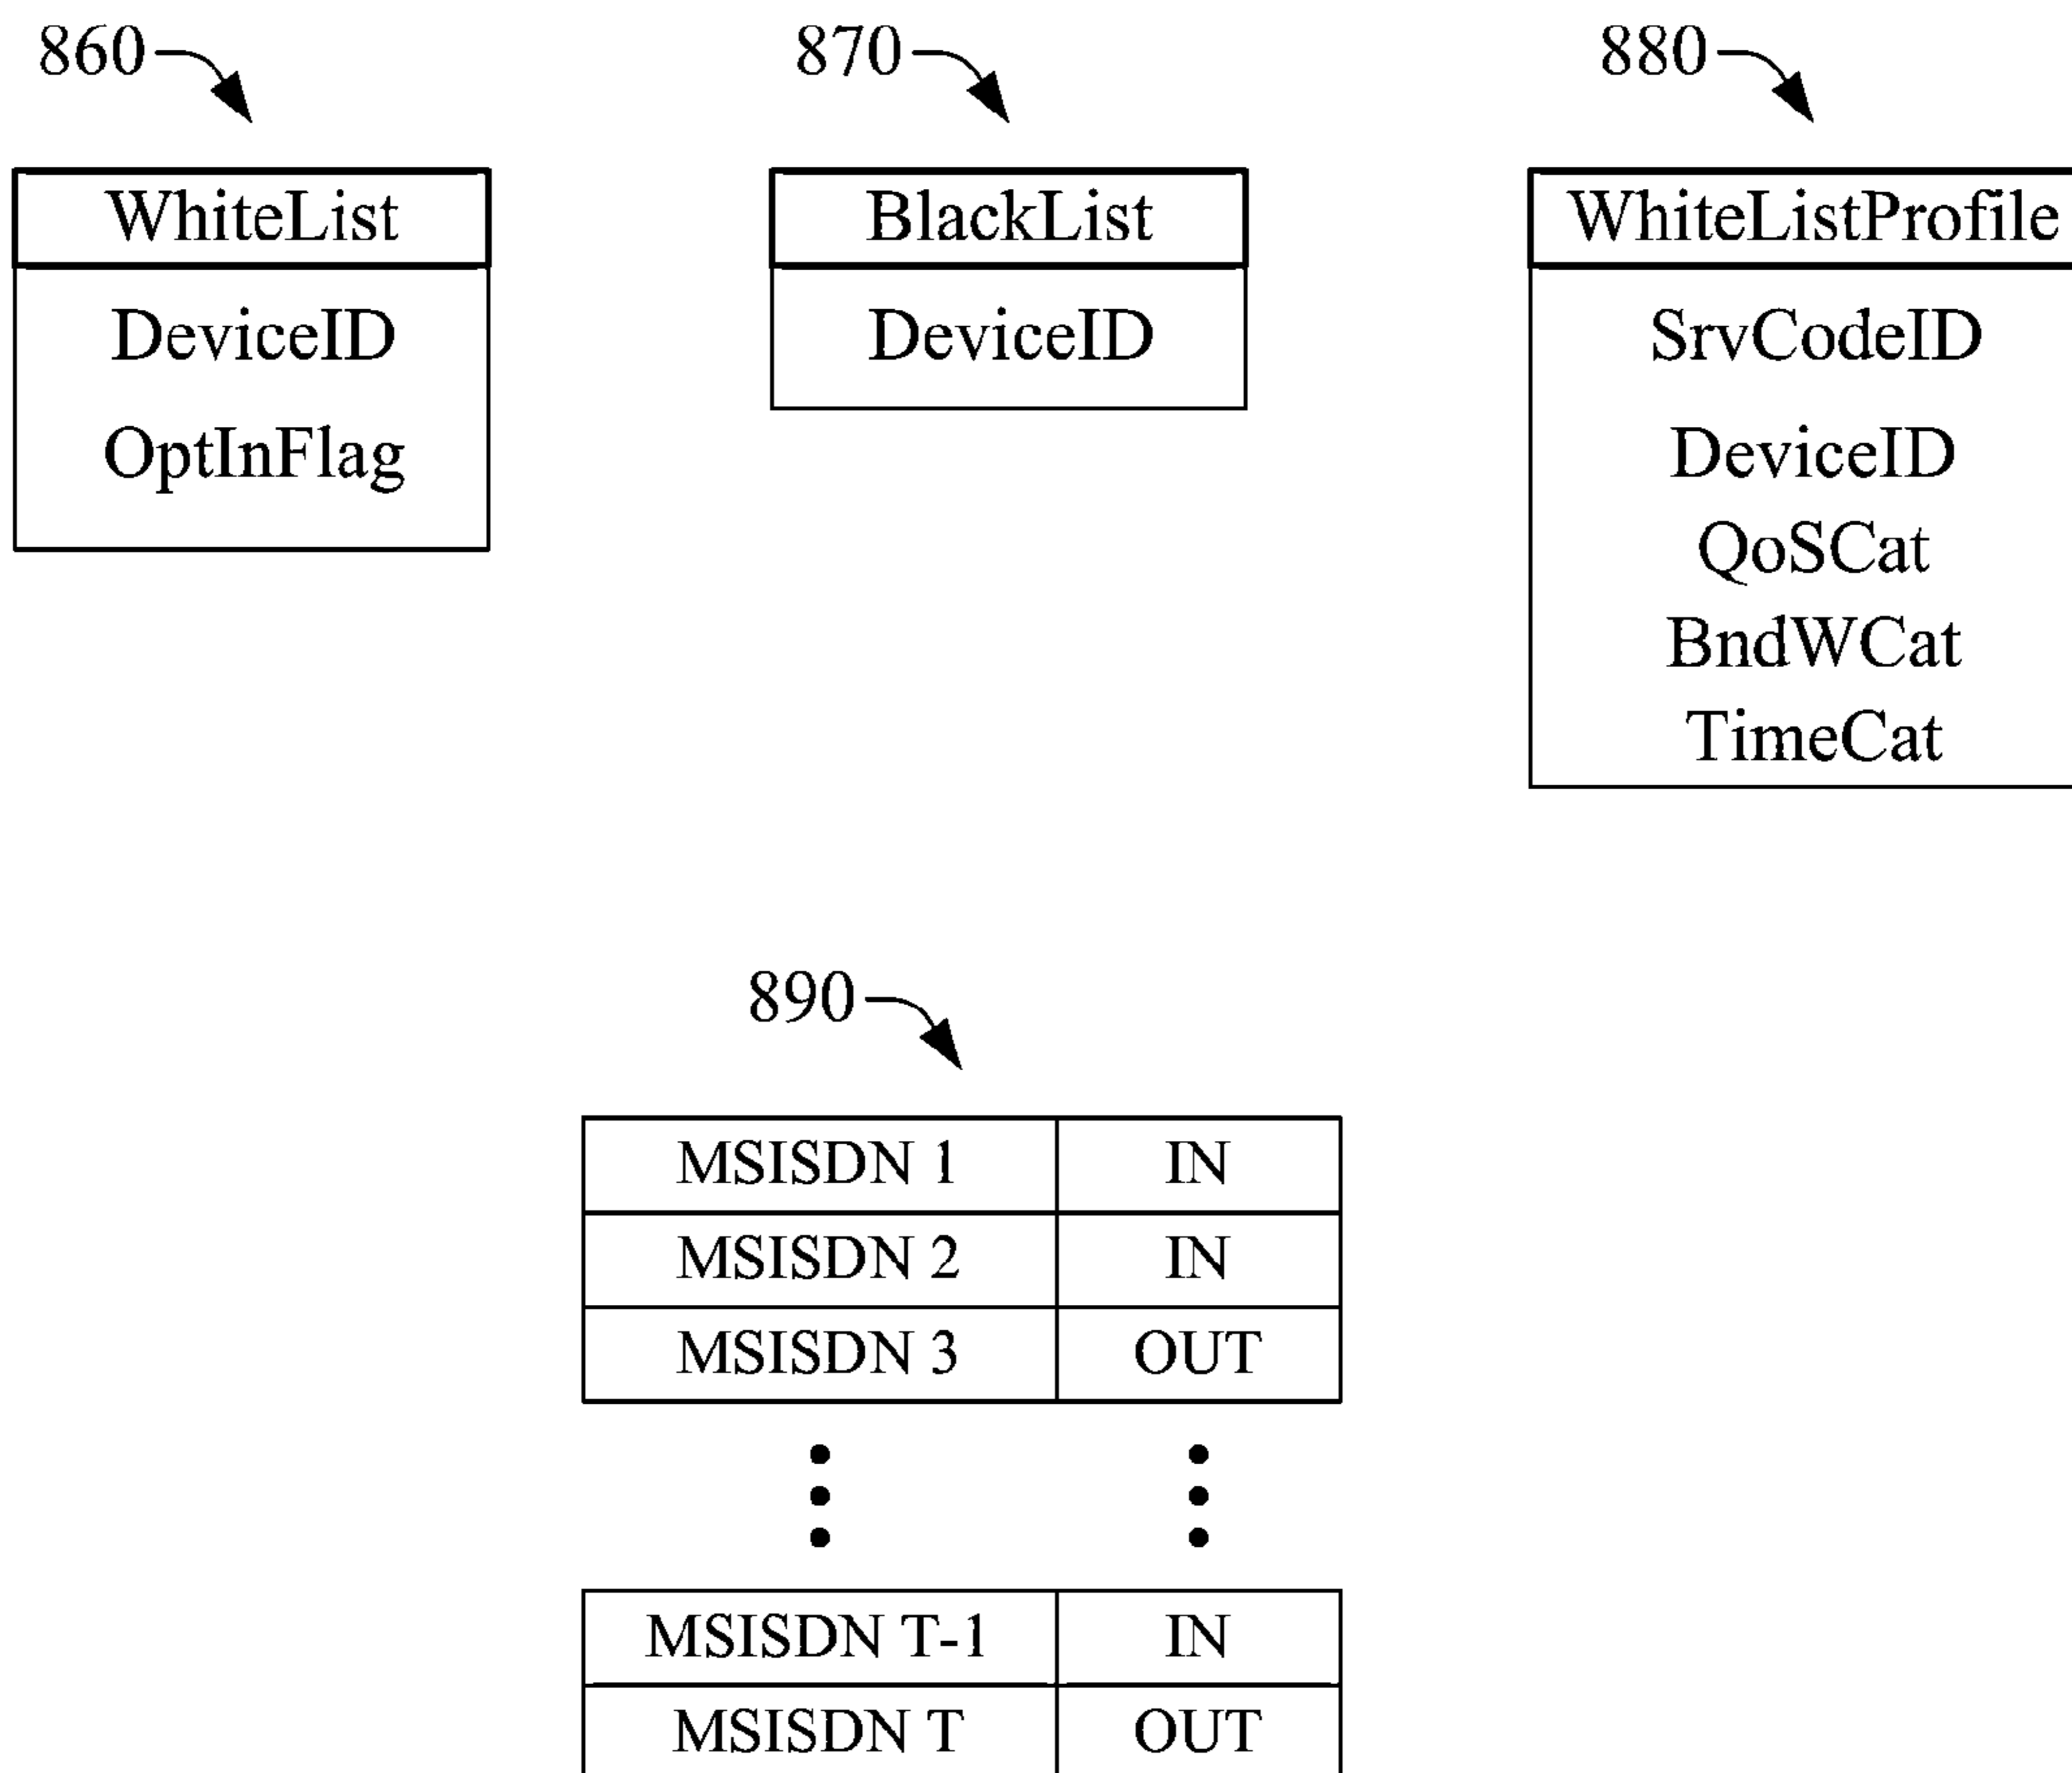 860
870
880
WhiteList
DeviceID
OptInFlag
BlackList
DeviceID
WhiteListProfile
SrvCodeID
DeviceID
QoSCat
BndWCat
TimeCat
890
MSISDN 1 IN
MSISDN 2 IN
MSISDN 3 OUT
MSISDN T-1 IN
MSISDN T OUT